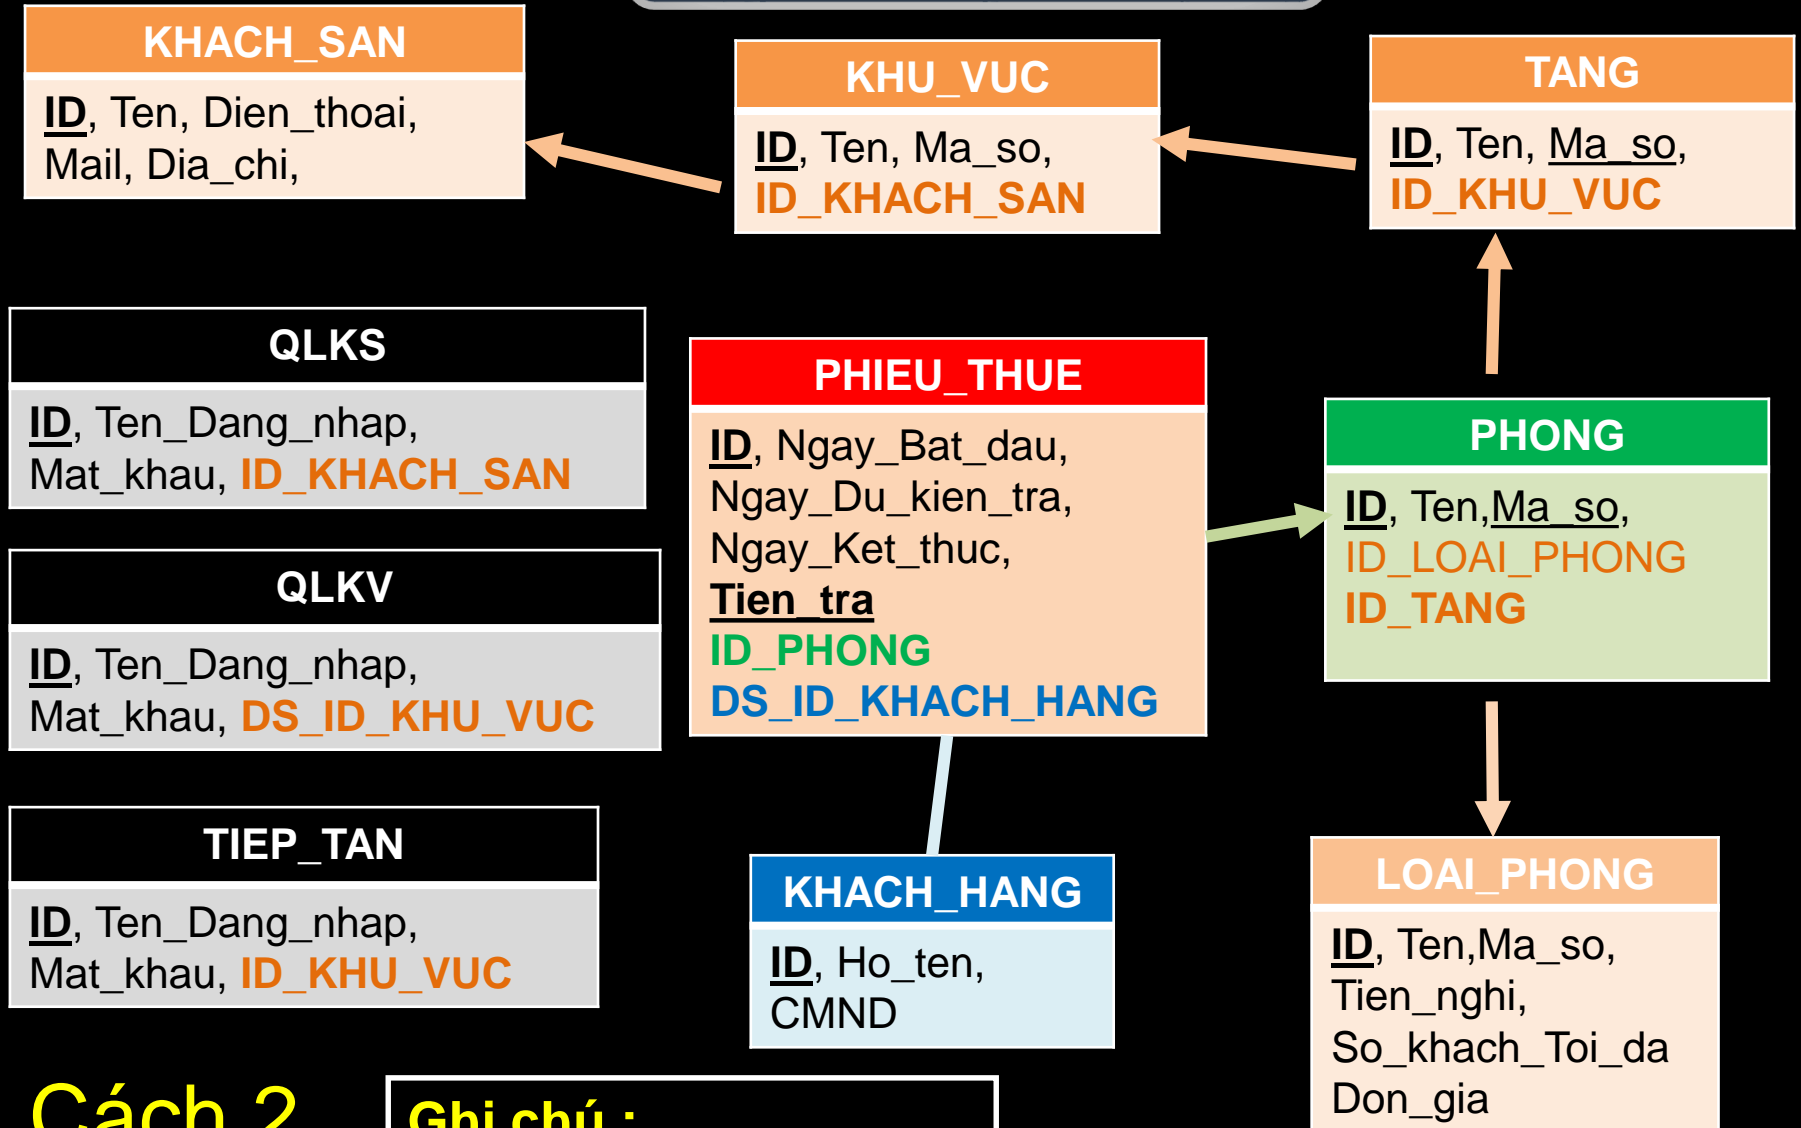 KHACH_SAN
ID, Ten, Dien_thoai,
Mail, Dia_chi,
KHU_VUC
ID, Ten, Ma_so,
ID_KHACH_SAN
TANG
ID, Ten, Ma_so,
ID_KHU_VUC
QLKS
ID, Ten_Dang_nhap,
Mat_khau, ID_KHACH_SAN
PHIEU_THUE
ID, Ngay_Bat_dau,
Ngay_Du_kien_tra,
Ngay_Ket_thuc,
Tien_tra
ID_PHONG
DS_ID_KHACH_HANG
PHONG
ID, Ten,Ma_so,
ID_LOAI_PHONG
ID_TANG
QLKV
ID, Ten_Dang_nhap,
Mat_khau, DS_ID_KHU_VUC
TIEP_TAN
ID, Ten_Dang_nhap,
Mat_khau, ID_KHU_VUC
KHACH_HANG
ID, Ho_ten,
CMND
LOAI_PHONG
ID, Ten,Ma_so,
Tien_nghi,
So_khach_Toi_da
Don_gia
Cách 2
Ghi chú :